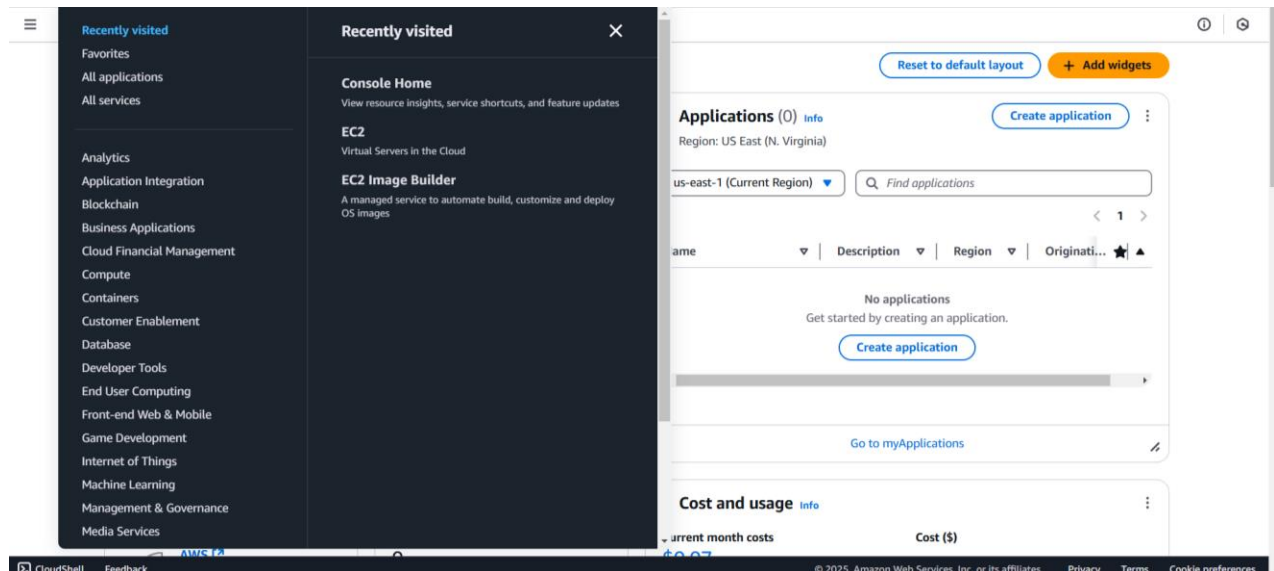 Recently visited
Favorites
All applications
All services
Analytics
Application Integration
Blockchain
Business Applications
Cloud Financial Management
Compute
Containers
Customer Enablement
Database
Developer Tools
End User Computing
Front-end Web & Mobile
Game Development
Internet of Things
Machine Learning
Management & Governance
Media Services
Recently visited
Console Home
View resource insights, service shortcuts, and feature updates
EC2
Virtual Servers in the Cloud
EC2 Image Builder
A managed service to automate build, customize and deploy
OS images
Reset to default layout
+ Add widgets
Applications (0) Info
Create application
Region: US East (N. Virginia)
us-east-1 (Current Region)
Find applications
1
ame Description Region Originati...
No applications
Get started by creating an application.
Create application
Go to myApplications
Cost and usage Info
urrent month costs Cost ($)
AWS
CloudShell Feedback
© 2025, Amazon Web Services, Inc. or its affiliates. Privacy Terms Cookie preferences